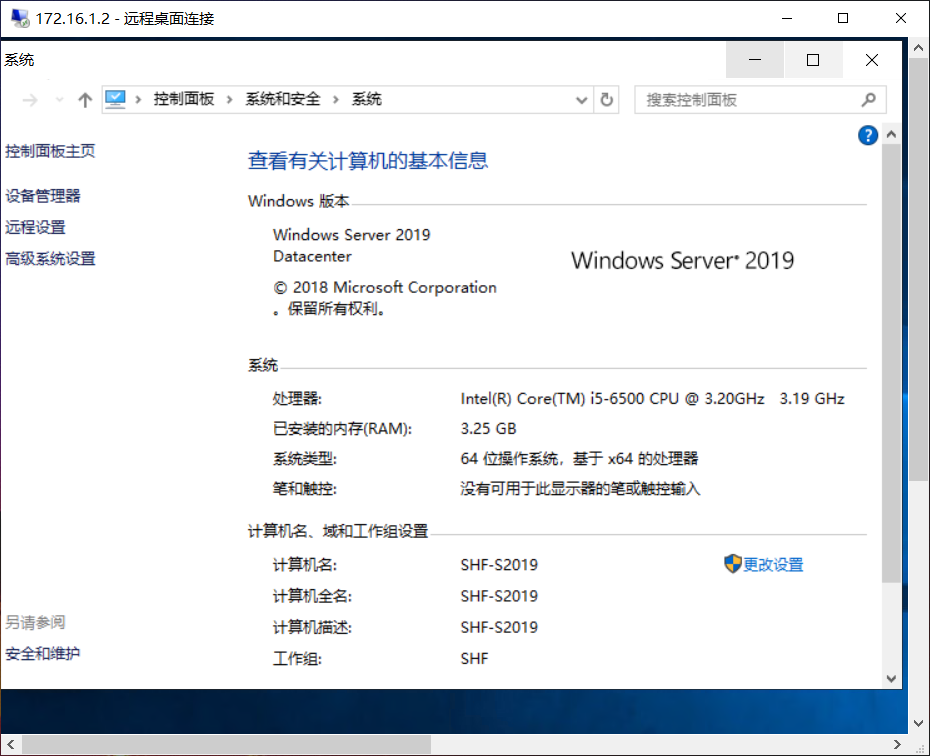 172.16.1.2 - 远程桌面连接
系统
控制面板 › 系统和安全 › 系统
搜索控制面板
控制面板主页
设备管理器
远程设置
高级系统设置
查看有关计算机的基本信息
Windows 版本
Windows Server 2019
Datacenter
© 2018 Microsoft Corporation
。保留所有权利。
Windows Server® 2019
系统
处理器: Intel(R) Core(TM) i5-6500 CPU @ 3.20GHz 3.19 GHz
已安装的内存(RAM): 3.25 GB
系统类型: 64 位操作系统，基于 x64 的处理器
笔和触控: 没有可用于此显示器的笔或触控输入
计算机名、域和工作组设置
计算机名: SHF-S2019 更改设置
计算机全名: SHF-S2019
计算机描述: SHF-S2019
工作组: SHF
另请参阅
安全和维护